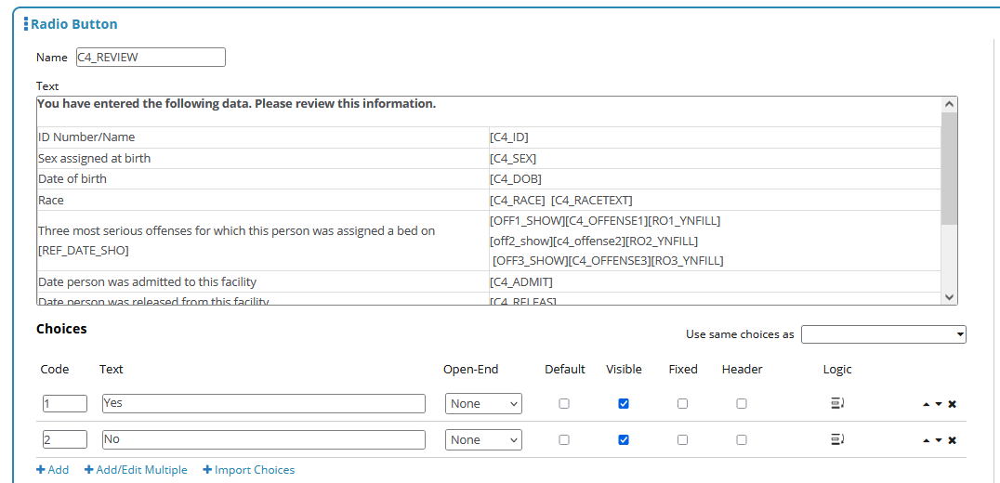 Radio Button
Name C4_REVIEW
Text
You have entered the following data. Please review this information.
ID Number/Name [C4_ID]
Sex assigned at birth [C4_SEX]
Date of birth [C4_DOB]
Race [C4_RACE] [C4_RACETEXT]
Three most serious offenses for which this person was assigned a bed on
[REF_DATE_SHO]
[OFF1_SHOW][C4_OFFENSE1][RO1_YNFILL]
[off2_show][c4_offense2][RO2_YNFILL]
[OFF3_SHOW][C4_OFFENSE3][RO3_YNFILL]
Date person was admitted to this facility [C4_ADMIT]
Date person was released from this facility [C4_RELEAS]
Choices
Use same choices as
Code Text Open-End Default Visible Fixed Header Logic
1 Yes None
2 No None
Add Add/Edit Multiple Import Choices